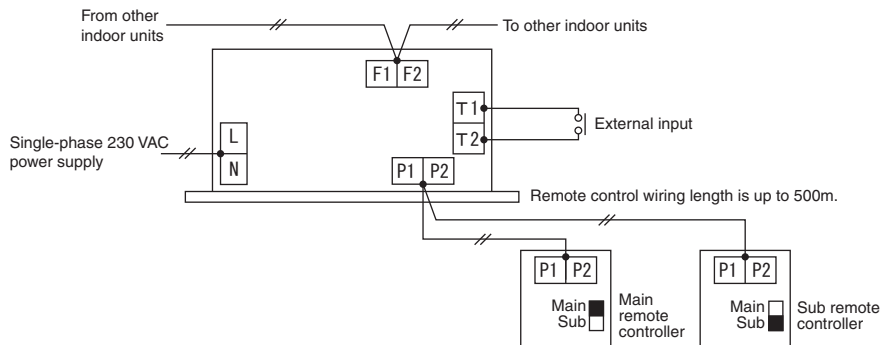 From other
indoor units
To other indoor units
F1 F2
T1
T2
External input
Single-phase 230 VAC
power supply
L
N
P1 P2
Remote control wiring length is up to 500m.
P1 P2
Main
Sub
Main
remote
controller
P1 P2
Main
Sub
Sub remote
controller